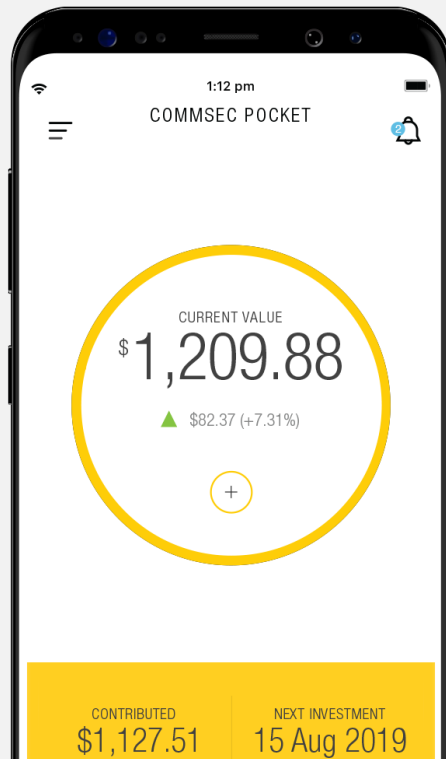 1:12 pm
COMMSEC POCKET
2
CURRENT VALUE
$1,209.88
$82.37 (+7.31%)
+
CONTRIBUTED
$1,127.51
NEXT INVESTMENT
15 Aug 2019